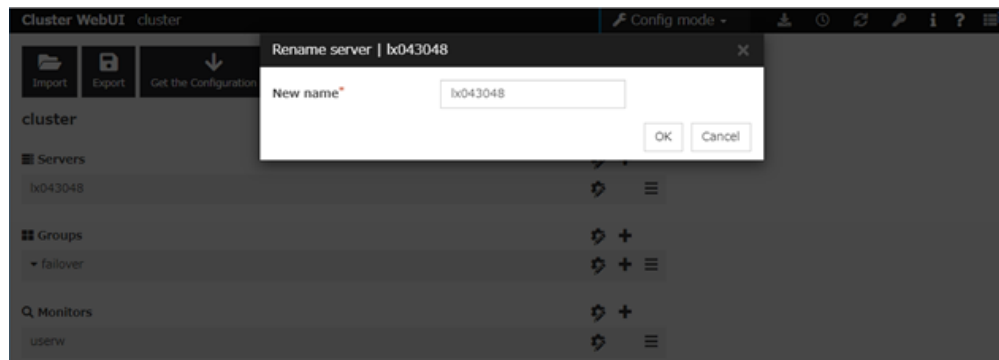 Cluster WebUI cluster
Config mode
Rename server | lx043048
Import
Export
Get the Configuration
New name*
lx043048
OK
Cancel
cluster
Servers
lx043048
Groups
failover
Monitors
userw